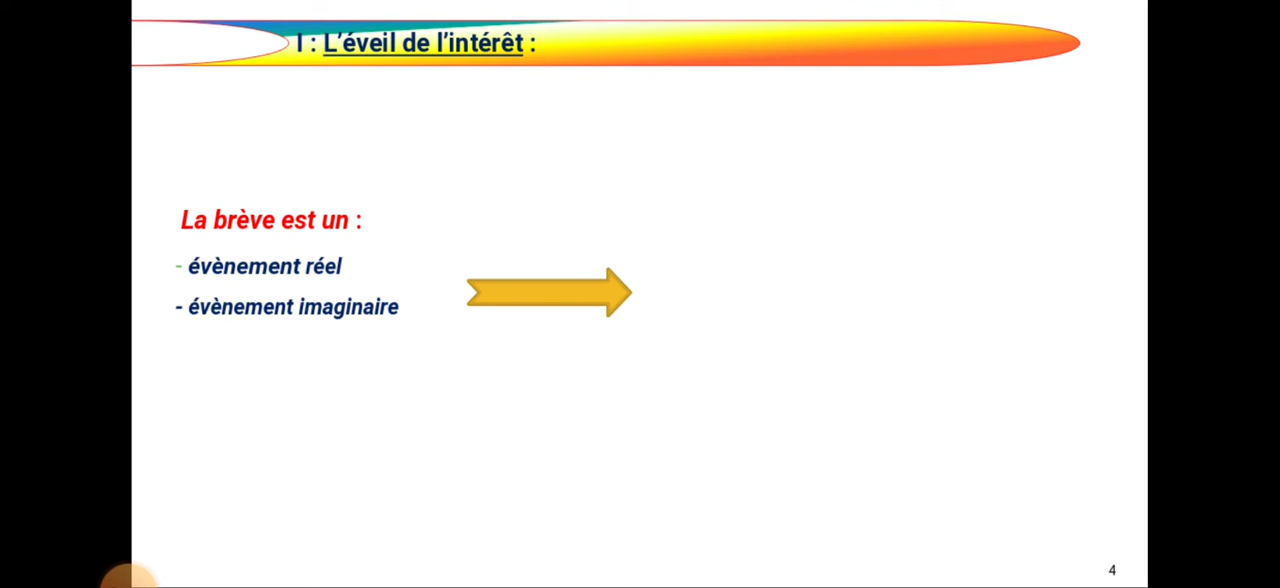 I : L’éveil de l’intérêt :
La brève est un :
- évènement réel
- évènement imaginaire
4